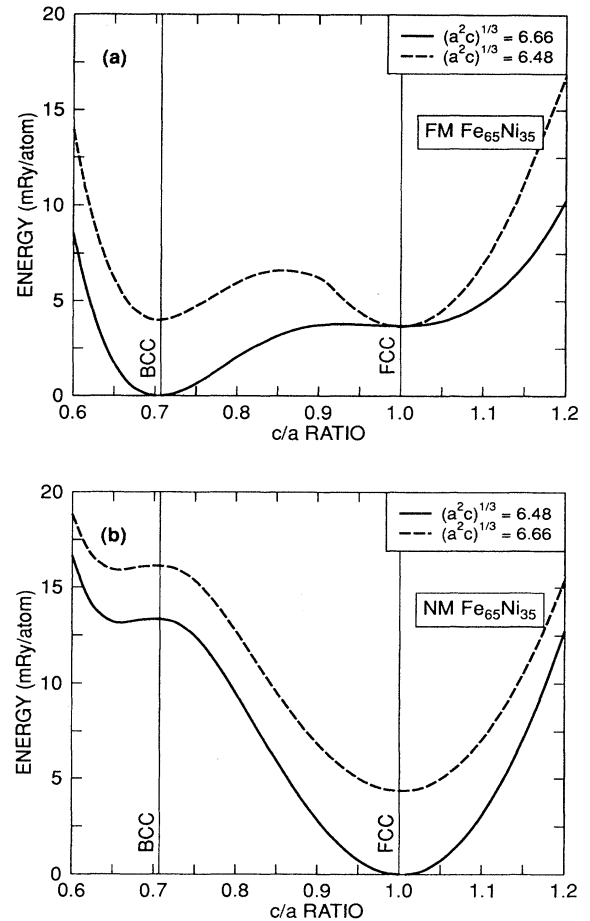 20
(a)
(a²c)^1/3 = 6.66
(a²c)^1/3 = 6.48
15
FM Fe₆₅Ni₃₅
10
ENERGY (mRy/atom)
5
BCC
FCC
0
0.6 0.7 0.8 0.9 1.0 1.1 1.2
c/a RATIO
20
(b)
(a²c)^1/3 = 6.48
(a²c)^1/3 = 6.66
15
NM Fe₆₅Ni₃₅
10
ENERGY (mRy/atom)
5
BCC
FCC
0
0.6 0.7 0.8 0.9 1.0 1.1 1.2
c/a RATIO